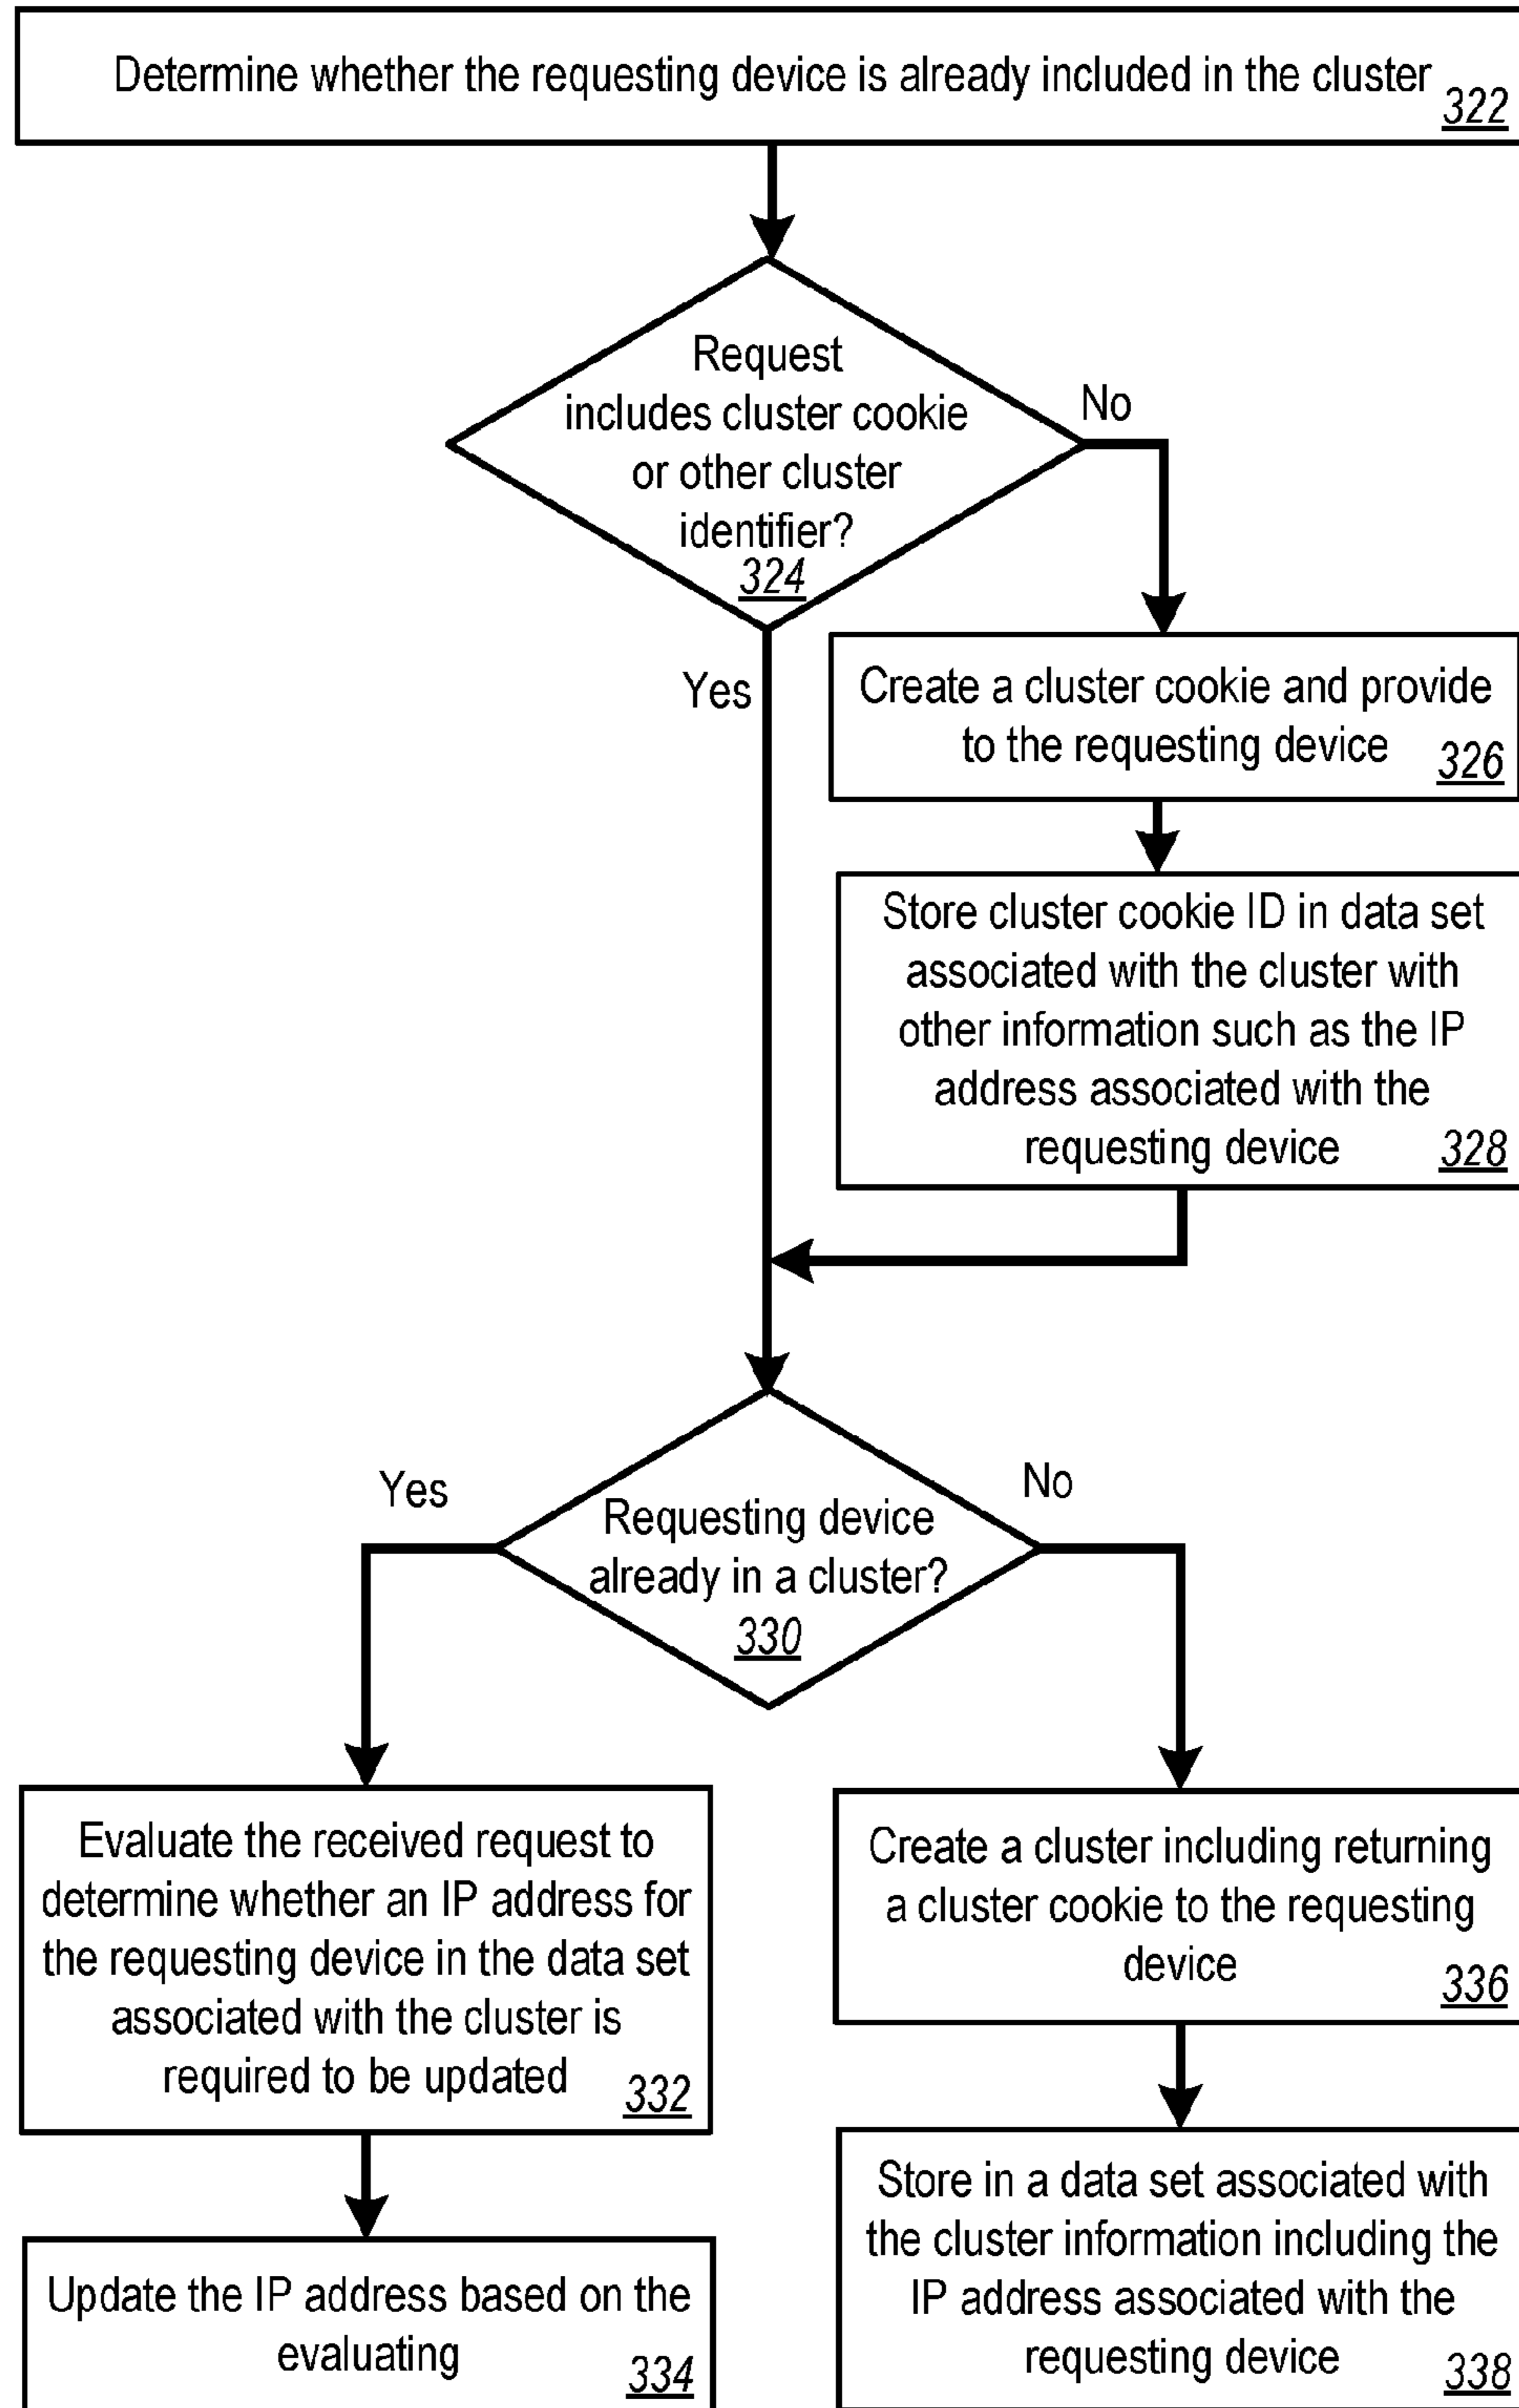 Determine whether the requesting device is already included in the cluster 322
Request
includes cluster cookie
or other cluster
identifier?
324
No
Yes
Create a cluster cookie and provide
to the requesting device 326
Store cluster cookie ID in data set
associated with the cluster with
other information such as the IP
address associated with the
requesting device 328
Requesting device
already in a cluster?
330
Yes
No
Evaluate the received request to
determine whether an IP address for
the requesting device in the data set
associated with the cluster is
required to be updated 332
Update the IP address based on the
evaluating 334
Create a cluster including returning
a cluster cookie to the requesting
device 336
Store in a data set associated with
the cluster information including the
IP address associated with the
requesting device 338